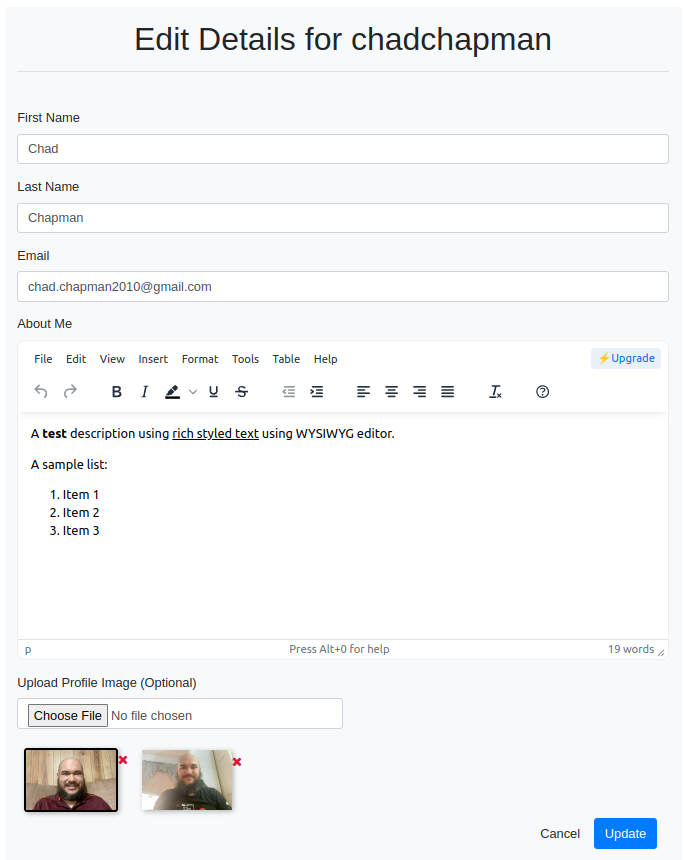 Edit Details for chadchapman
First Name
Chad
Last Name
Chapman
Email
chad.chapman2010@gmail.com
About Me
File Edit View Insert Format Tools Table Help ⚡Upgrade
B I U S
A test description using rich styled text using WYSIWYG editor.
A sample list:
1. Item 1
2. Item 2
3. Item 3
p Press Alt+0 for help 19 words
Upload Profile Image (Optional)
Choose File No file chosen
Cancel Update